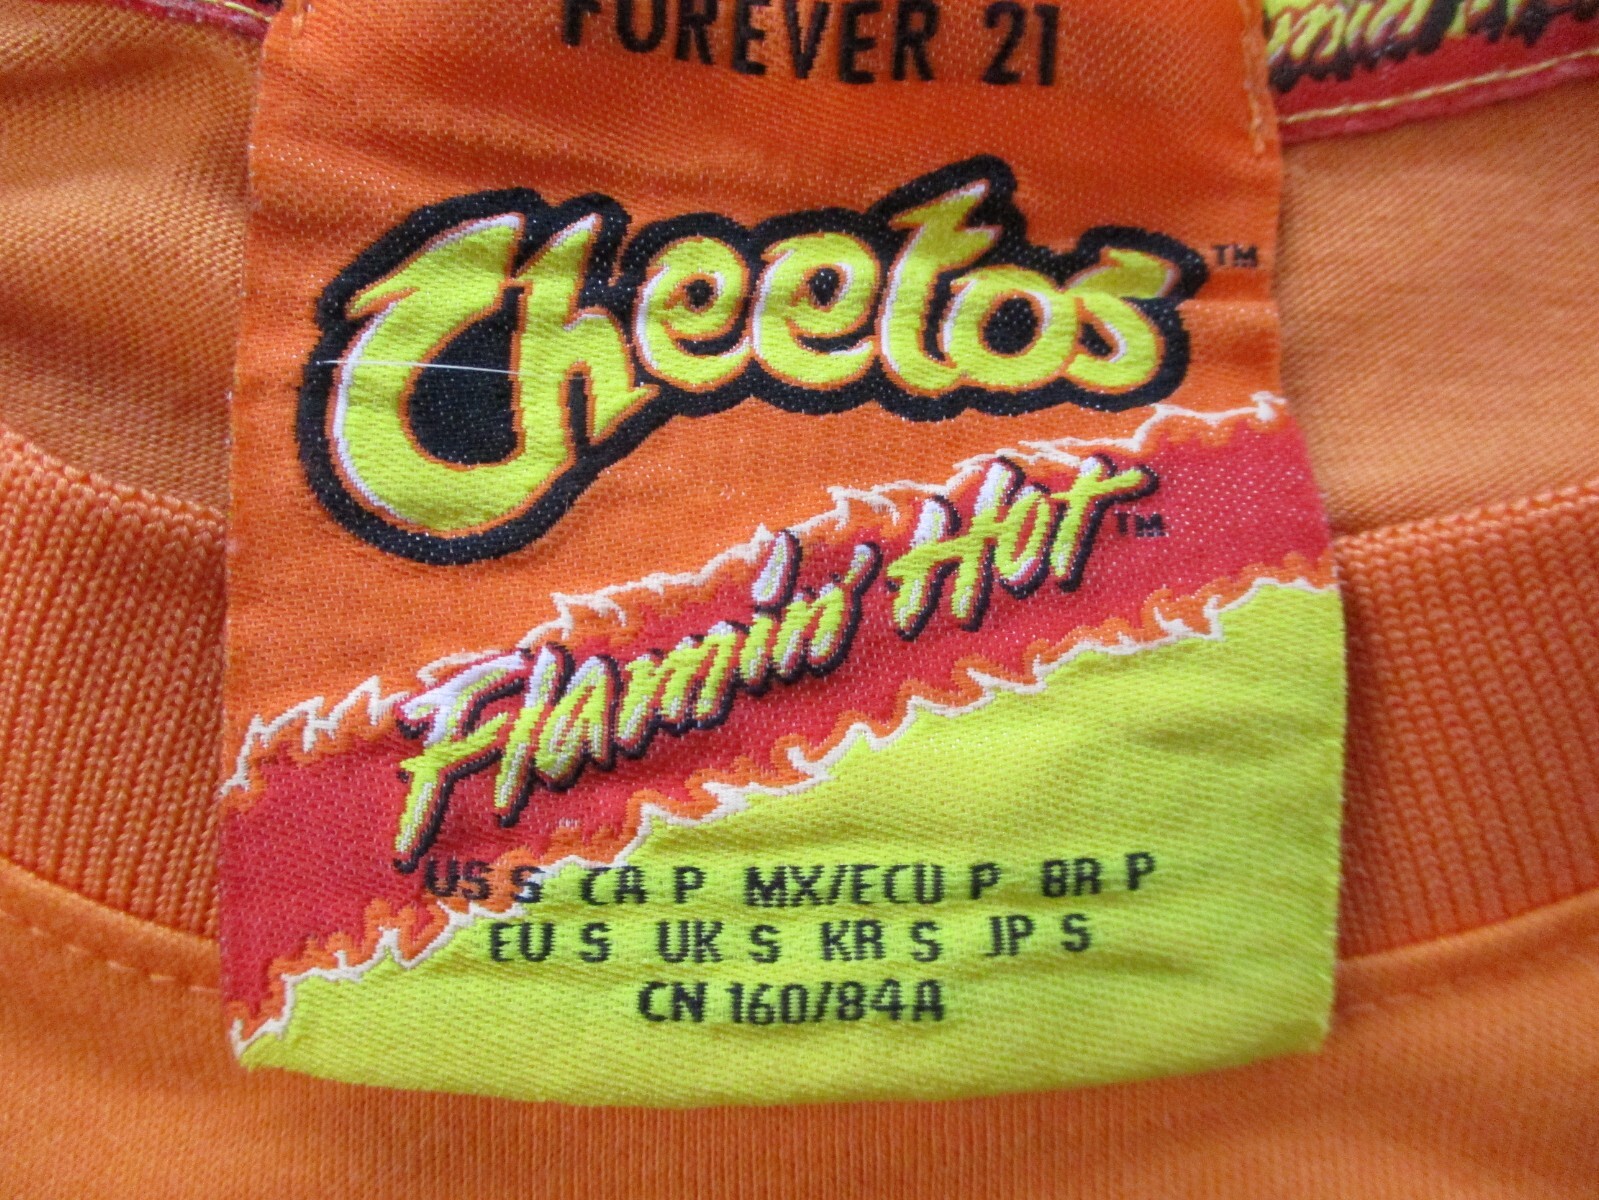 FOREVER 21
Cheetos™
Flamin' Hot™
US S CA P MX/ECU P BR P
EU S UK S KR S JP S
CN 160/84A